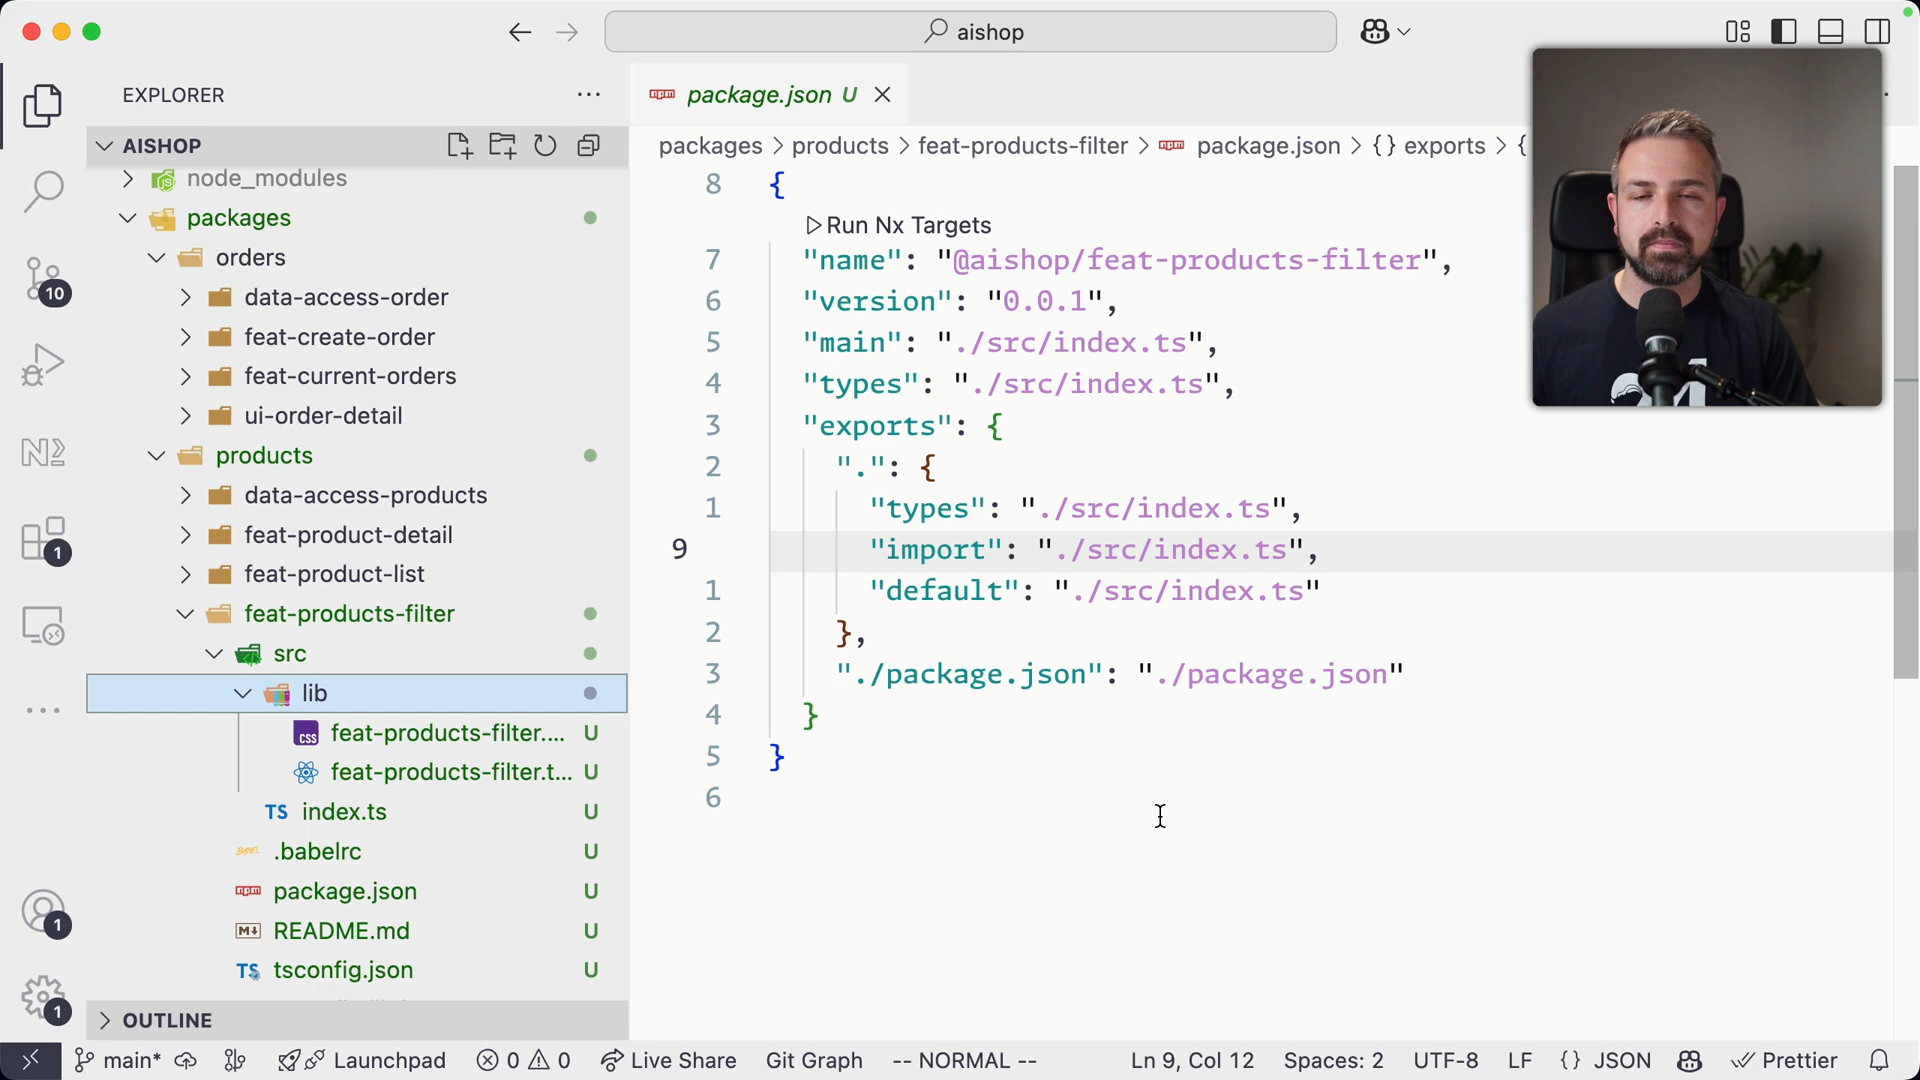 aishop
EXPLORER
AISHOP
node_modules
packages
orders
data-access-order
feat-create-order
feat-current-orders
ui-order-detail
products
data-access-products
feat-product-detail
feat-product-list
feat-products-filter
src
lib
feat-products-filter.... U
feat-products-filter.t... U
TS index.ts U
.babelrc U
package.json U
README.md U
tsconfig.json U
OUTLINE
10
1
1
1
package.json U
packages > products > feat-products-filter > package.json > {} exports > {
8 {
Run Nx Targets
7 "name": "@aishop/feat-products-filter",
6 "version": "0.0.1",
5 "main": "./src/index.ts",
4 "types": "./src/index.ts",
3 "exports": {
2 ".": {
1 "types": "./src/index.ts",
9 "import": "./src/index.ts",
1 "default": "./src/index.ts"
2 },
3 "./package.json": "./package.json"
4 }
5 }
6
main* Launchpad 0 0 Live Share Git Graph -- NORMAL -- Ln 9, Col 12 Spaces: 2 UTF-8 LF {} JSON Prettier